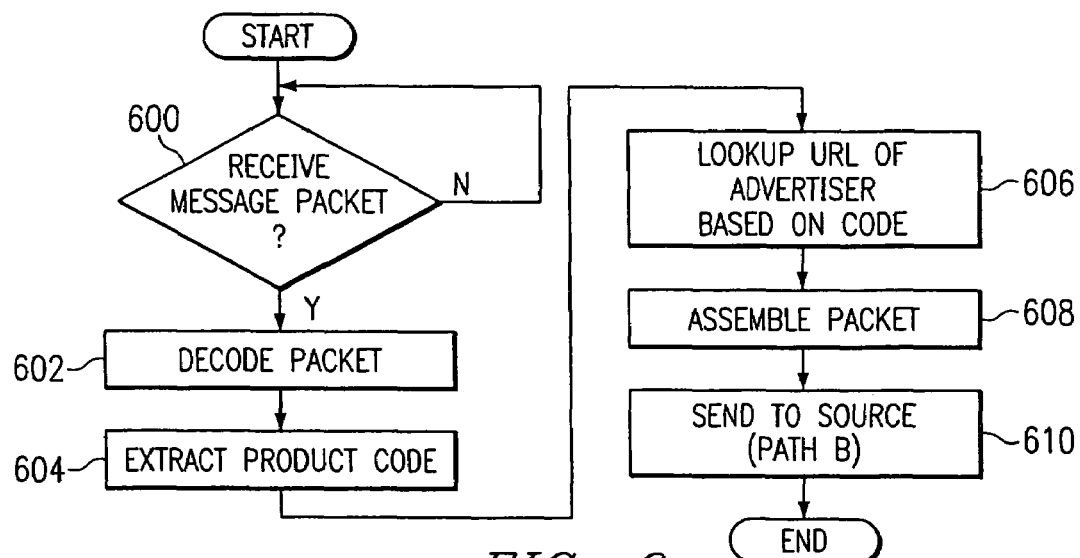 START
600
RECEIVE
MESSAGE PACKET
?
N
Y
602
DECODE PACKET
604
EXTRACT PRODUCT CODE
LOOKUP URL OF
ADVERTISER
BASED ON CODE
606
ASSEMBLE PACKET
608
SEND TO SOURCE
(PATH B)
610
END